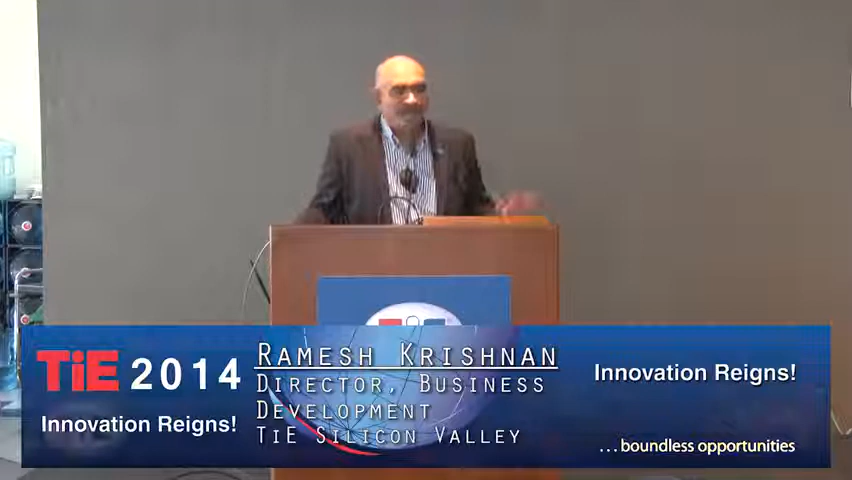 TiE 2014
Innovation Reigns!
RAMESH KRISHNAN
DIRECTOR, BUSINESS
DEVELOPMENT
TIE SILICON VALLEY
Innovation Reigns!
...boundless opportunities